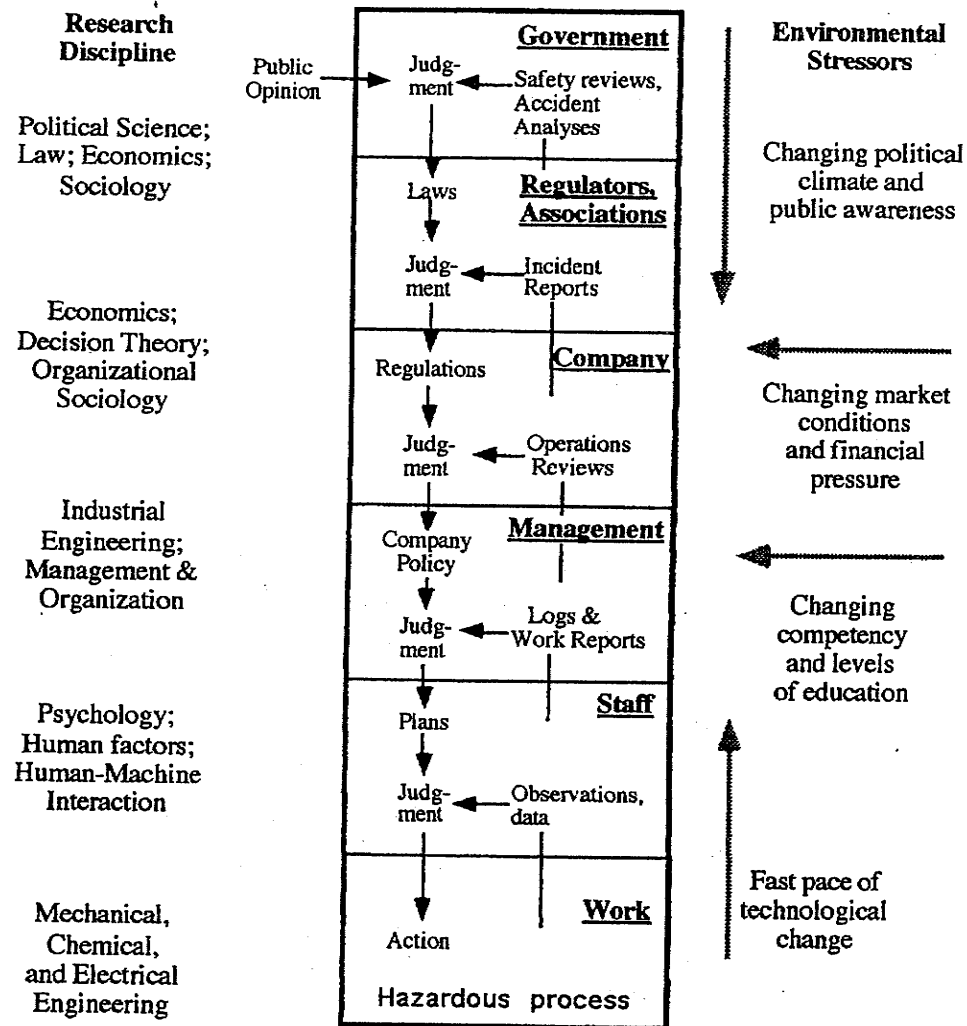 Research
Discipline
Political Science;
Law; Economics;
Sociology
Economics;
Decision Theory;
Organizational
Sociology
Industrial
Engineering;
Management &
Organization
Psychology;
Human factors;
Human-Machine
Interaction
Mechanical,
Chemical,
and Electrical
Engineering
Public
Opinion
Government
Judg-
ment
Safety reviews,
Accident
Analyses
Regulators,
Associations
Laws
Judg-
ment
Incident
Reports
Company
Regulations
Judg-
ment
Operations
Reviews
Management
Company
Policy
Judg-
ment
Logs &
Work Reports
Staff
Plans
Judg-
ment
Observations,
data
Work
Action
Hazardous process
Environmental
Stressors
Changing political
climate and
public awareness
Changing market
conditions
and financial
pressure
Changing
competency
and levels
of education
Fast pace of
technological
change